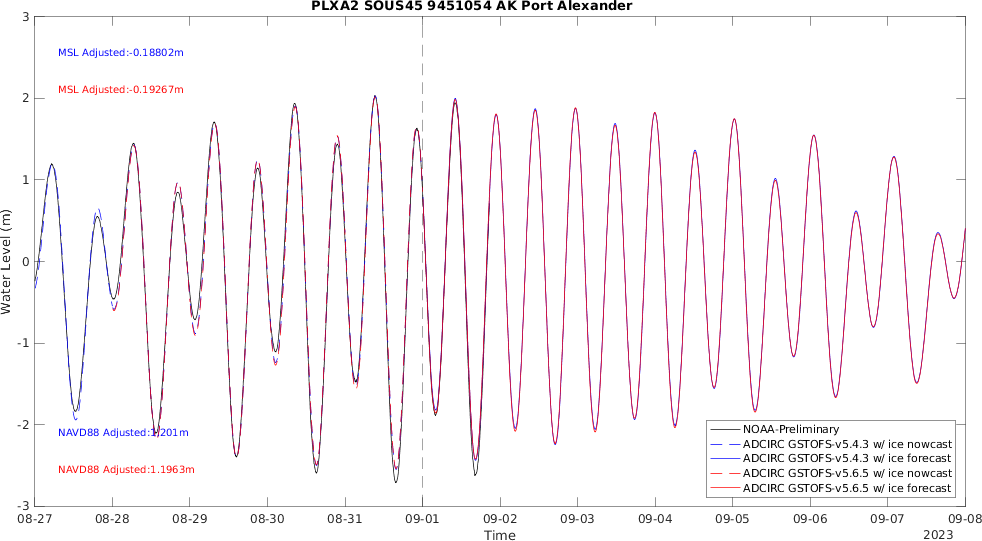 PLXA2 SOUS45 9451054 AK Port Alexander
3
2
1
0
-1
-2
-3
Water Level (m)
MSL Adjusted:-0.18802m
MSL Adjusted:-0.19267m
NAVD88 Adjusted:1.201m
NAVD88 Adjusted:1.1963m
NOAA-Preliminary
ADCIRC GSTOFS-v5.4.3 w/ ice nowcast
ADCIRC GSTOFS-v5.4.3 w/ ice forecast
ADCIRC GSTOFS-v5.6.5 w/ ice nowcast
ADCIRC GSTOFS-v5.6.5 w/ ice forecast
08-27 08-28 08-29 08-30 08-31 09-01 09-02 09-03 09-04 09-05 09-06 09-07 09-08
Time
2023